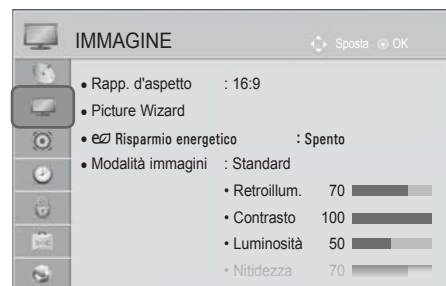 IMMAGINE
Sposta OK
• Rapp. d'aspetto : 16:9
• Picture Wizard
• Risparmio energetico : Spento
• Modalità immagini : Standard
• Retroillum. 70
• Contrasto 100
• Luminosità 50
• Nitidezza 70